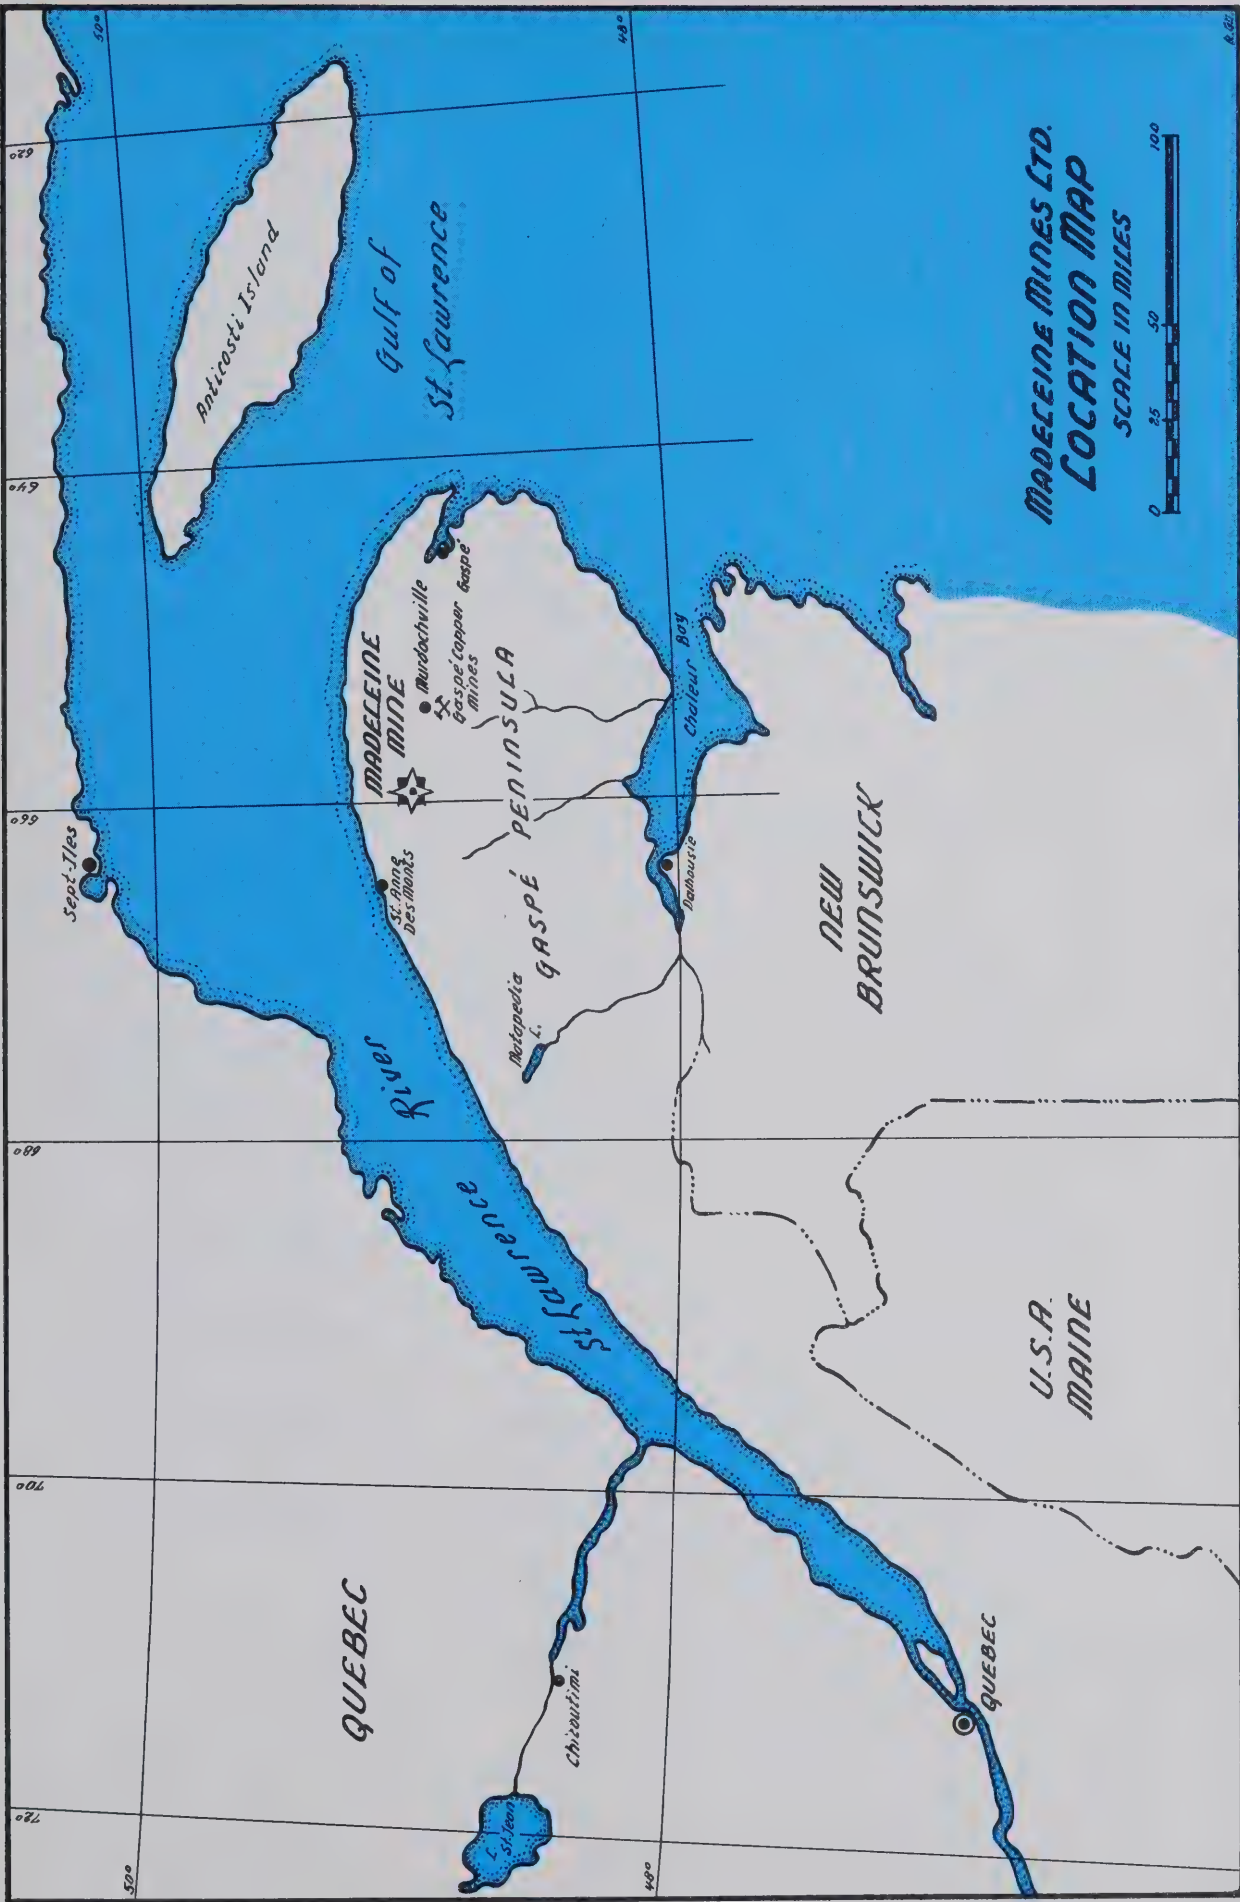 72°
70°
68°
66°
64°
62°
50°
50°
48°
48°
Sept-Iles
Anticosti Island
Gulf of
St. Lawrence
River
St Lawrence
QUEBEC
MADELEINE
MINE
Murdochville
Gaspé Copper
Mines
Gaspé
St. Anne
Des Monts
GASPÉ PENINSULA
Matapedia
L.
Chaleur Bay
Dalhousie
L.
St. Jean
Chicoutimi
QUEBEC
NEW
BRUNSWICK
U.S.A.
MAINE
MADELEINE MINES LTD.
LOCATION MAP
SCALE IN MILES
0 25 50 100